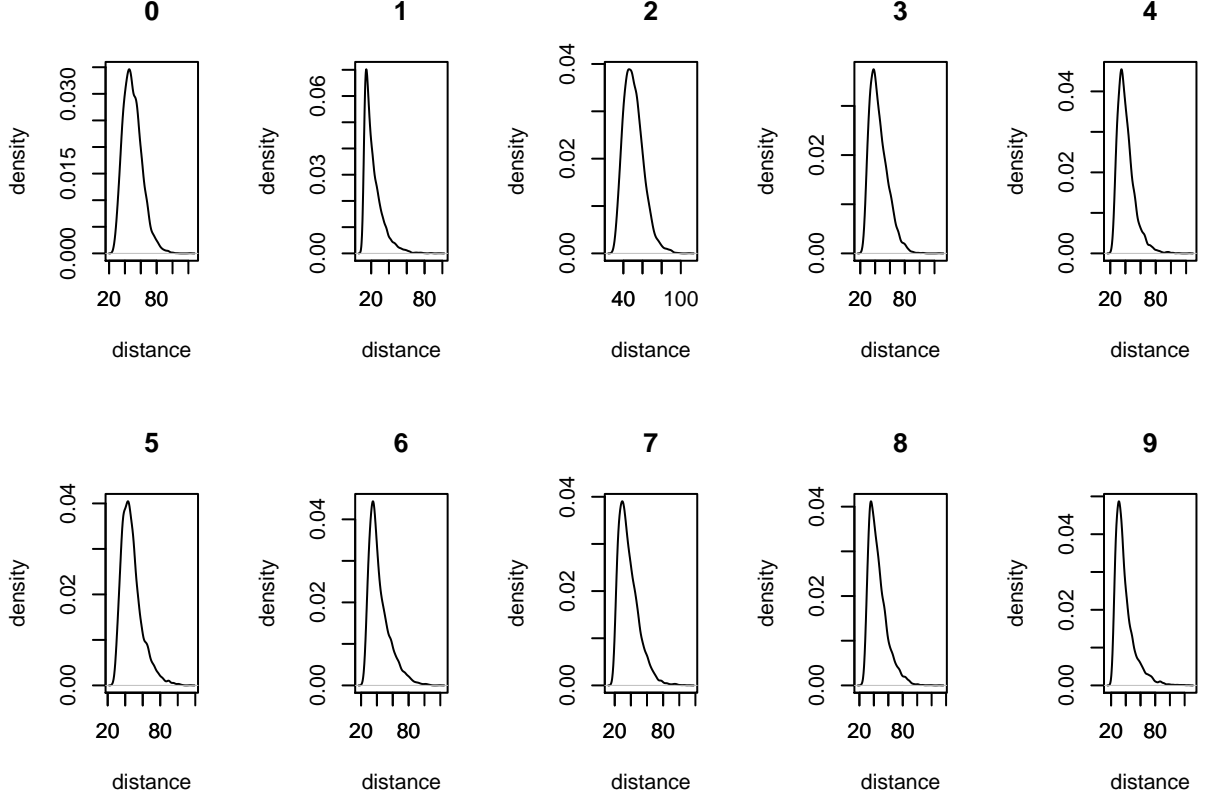 0 1 2 3 4
density density density density density
0.000 0.015 0.030 0.00 0.03 0.06 0.00 0.02 0.04 0.00 0.02 0.00 0.02 0.04
20 80 20 80 40 100 20 80 20 80
distance distance distance distance distance
5 6 7 8 9
density density density density density
0.00 0.02 0.04 0.00 0.02 0.04 0.00 0.02 0.04 0.00 0.02 0.04 0.00 0.02 0.04
20 80 20 80 20 80 20 80 20 80
distance distance distance distance distance